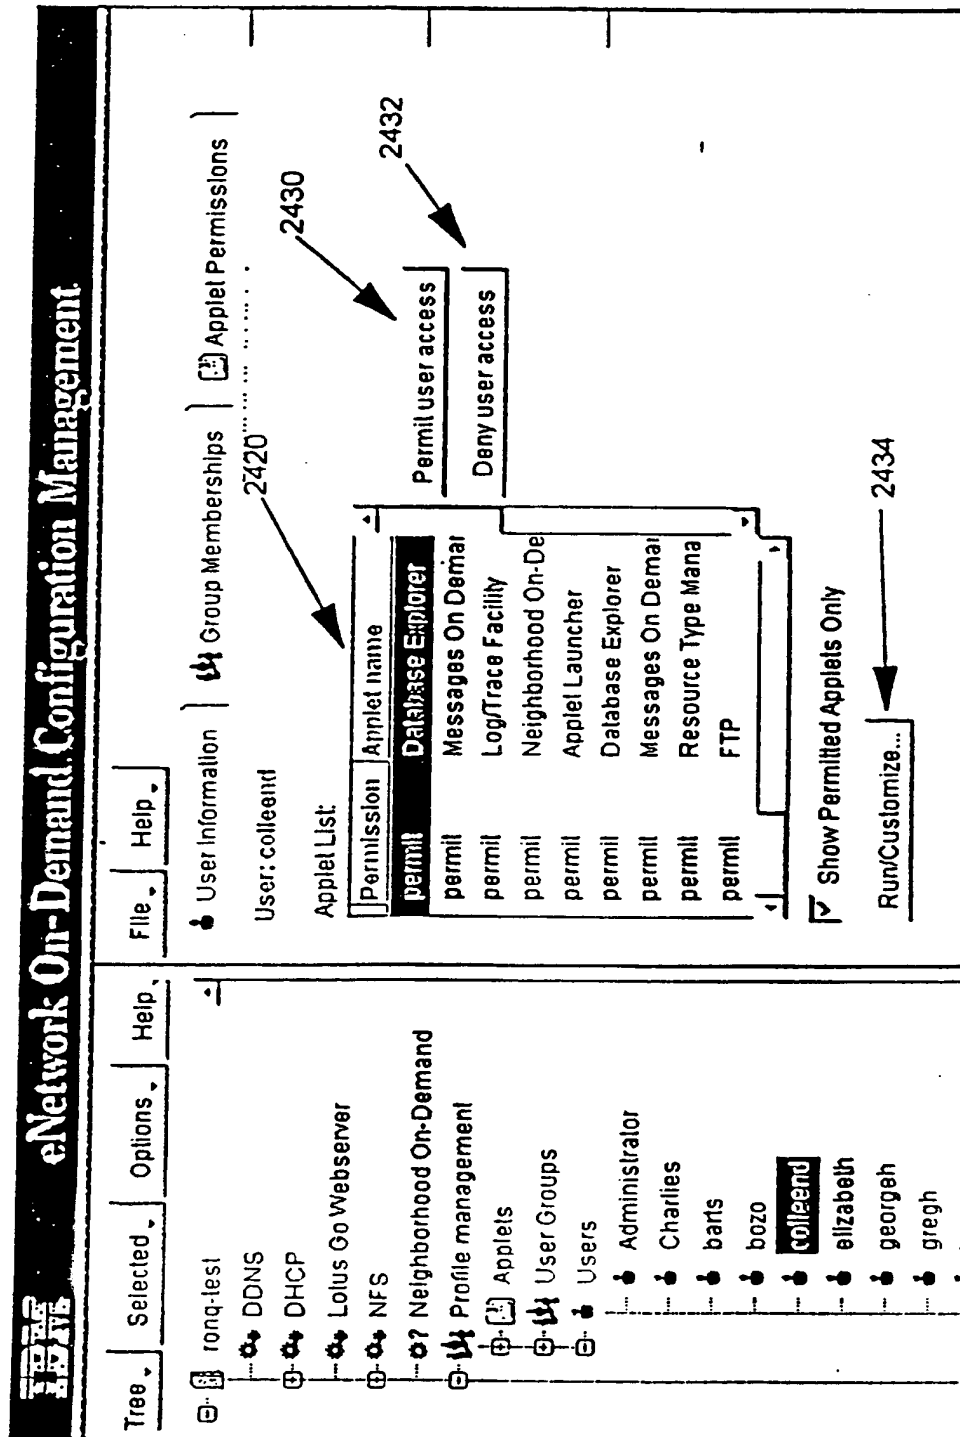 IBM eNetwork On-Demand Configuration Management
Tree Selected Options Help
ronq-test
DDNS
DHCP
Lotus Go Webserver
NFS
Neighborhood On-Demand
Profile management
Applets
User Groups
Users
Administrator
Charlies
barts
bozo
colleend
elizabeth
georgeh
gregh
File Help
User Information
Group Memberships
Applet Permissions
User: colleend
Applet List:
2420
Permission Applet name
permit Database Explorer
permit Messages On Demar
permit Log/Trace Facility
permit Neighborhood On-De
permit Applet Launcher
permit Database Explorer
permit Messages On Demar
permit Resource Type Mana
permit FTP
Permit user access
2430
Deny user access
2432
Show Permitted Applets Only
Run/Customize...
2434